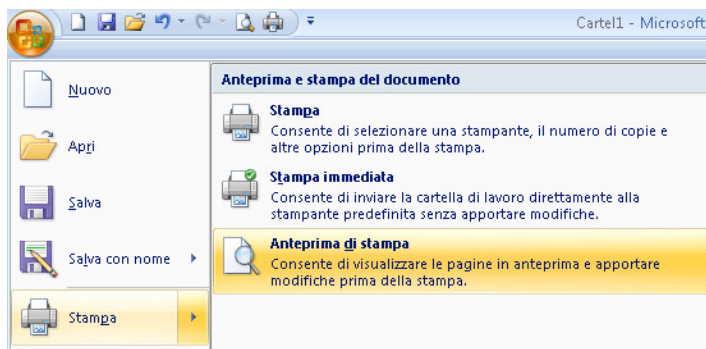 Cartel1 - Microsoft
Nuovo
Apri
Salva
Salva con nome
Stampa
Anteprima e stampa del documento
Stampa
Consente di selezionare una stampante, il numero di copie e
altre opzioni prima della stampa.
Stampa immediata
Consente di inviare la cartella di lavoro direttamente alla
stampante predefinita senza apportare modifiche.
Anteprima di stampa
Consente di visualizzare le pagine in anteprima e apportare
modifiche prima della stampa.